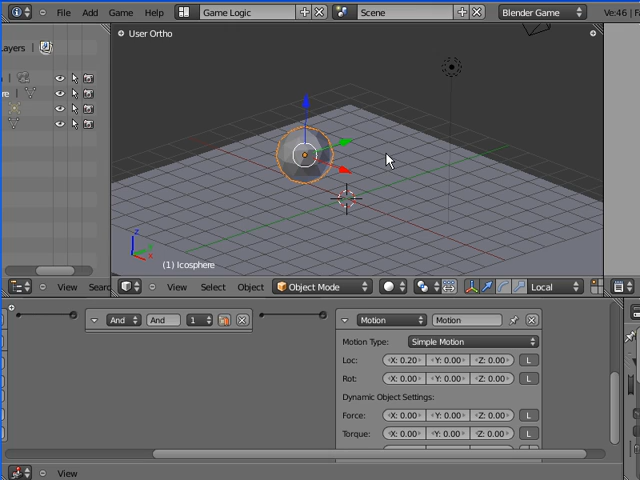 File Add Game Help Game Logic Scene Blender Game Ve:46 | Fa
User Ortho
ayers
re
Z
Y
X
(1) Icosphere
View Searc View Select Object Object Mode Local
And And 1 Motion Motion
Motion Type: Simple Motion
Loc: X: 0.20 Y: 0.00 Z: 0.00 L
Rot: X: 0.00 Y: 0.00 Z: 0.00 L
Dynamic Object Settings:
Force: X: 0.00 Y: 0.00 Z: 0.00 L
Torque: X: 0.00 Y: 0.00 Z: 0.00 L
View